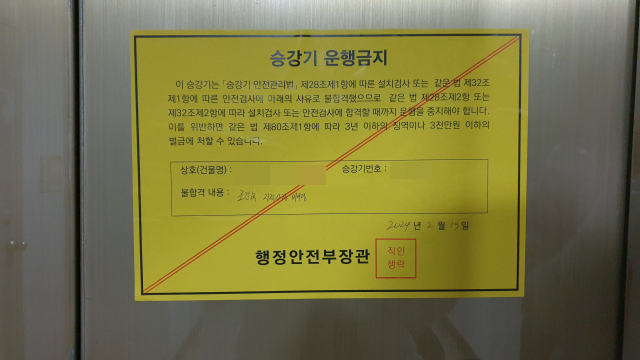 승강기 운행금지
이 승강기는 「승강기 안전관리법」 제28조제1항에 따른 설치검사 또는 같은 법 제32조
제1항에 따른 안전검사에 아래의 사유로 불합격했으므로 같은 법 제28조제2항 또는
제32조제2항에 따라 설치검사 또는 안전검사에 합격할 때까지 운행을 중지해야 합니다.
이를 위반하면 같은 법 제80조제1항에 따라 3년 이하의 징역이나 3천만원 이하의
벌금에 처할 수 있습니다.
상호(건물명) : 승강기번호 :
불합격 내용 :
2024 년 2 월 일
행정안전부장관
직인
생략